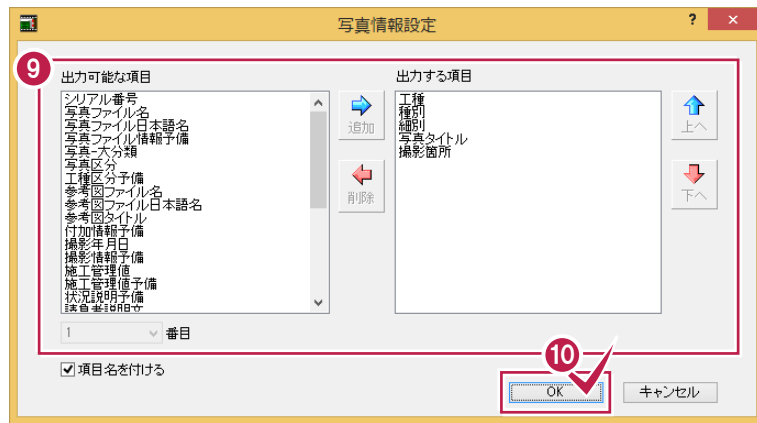 写真情報設定
?
×
9
出力可能な項目
シリアル番号
写真ファイル名
写真ファイル日本語名
写真ファイル情報予備
写真-大分類
写真区分
工種区分予備
参考図ファイル名
参考図ファイル日本語名
参考図タイトル
付加情報予備
撮影年月日
撮影情報予備
施工管理値
施工管理値予備
状況説明予備
請負者説明文
1
番目
追加
削除
出力する項目
工種
種別
細別
写真タイトル
撮影箇所
上へ
下へ
項目名を付ける
10
OK
キャンセル